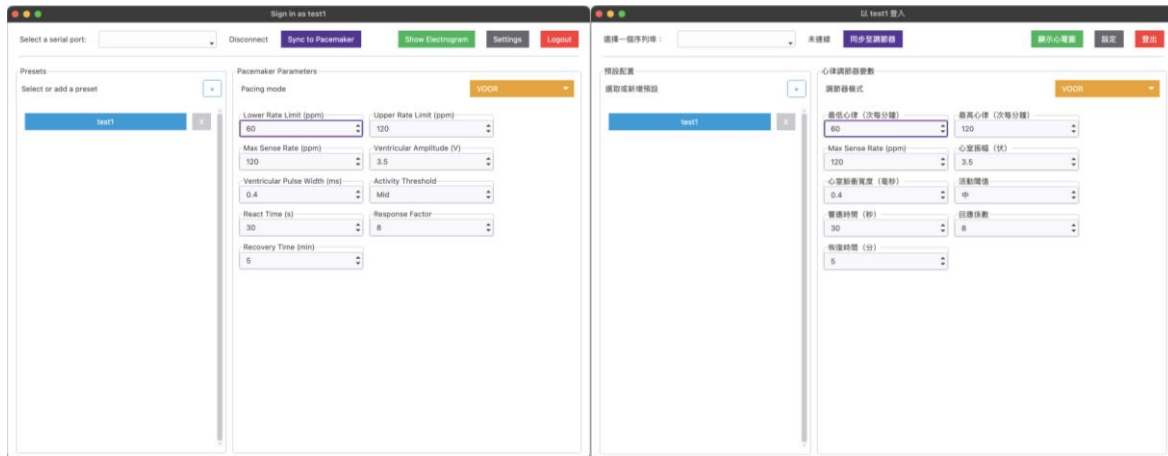 Sign in as test1
Select a serial port:
Disconnect
Sync to Pacemaker
Show Electrogram
Settings
Logout
Presets
Select or add a preset
+
test1
X
Pacemaker Parameters
Pacing mode
VOOR
Lower Rate Limit (ppm)
60
Upper Rate Limit (ppm)
120
Max Sense Rate (ppm)
120
Ventricular Amplitude (V)
3.5
Ventricular Pulse Width (ms)
0.4
Activity Threshold
Mid
React Time (s)
30
Response Factor
8
Recovery Time (min)
5
以 test1 登入
選擇一個序列埠：
未連線
同步至調節器
顯示心電圖
設定
登出
預設配置
選取或新增預設
+
test1
X
心律調節器變數
調節器模式
VOOR
最低心律（次每分鐘）
60
最高心律（次每分鐘）
120
Max Sense Rate (ppm)
120
心室振幅（伏）
3.5
心室脈衝寬度（毫秒）
0.4
活動閾值
中
響應時間（秒）
30
回應係數
8
恢復時間（分）
5